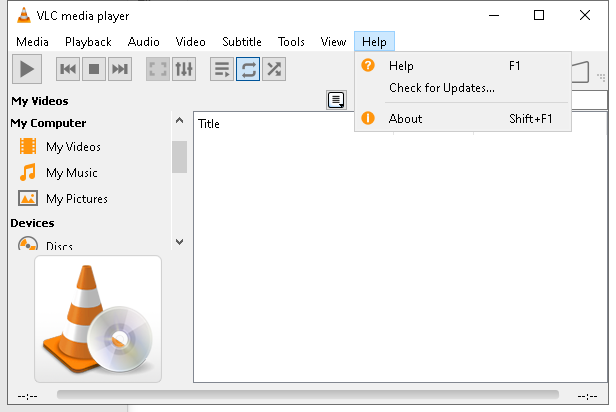 VLC media player
Media Playback Audio Video Subtitle Tools View Help
Help F1
Check for Updates...
About Shift+F1
My Videos
My Computer
My Videos
My Music
My Pictures
Devices
Discs
Title
--:-- --:--